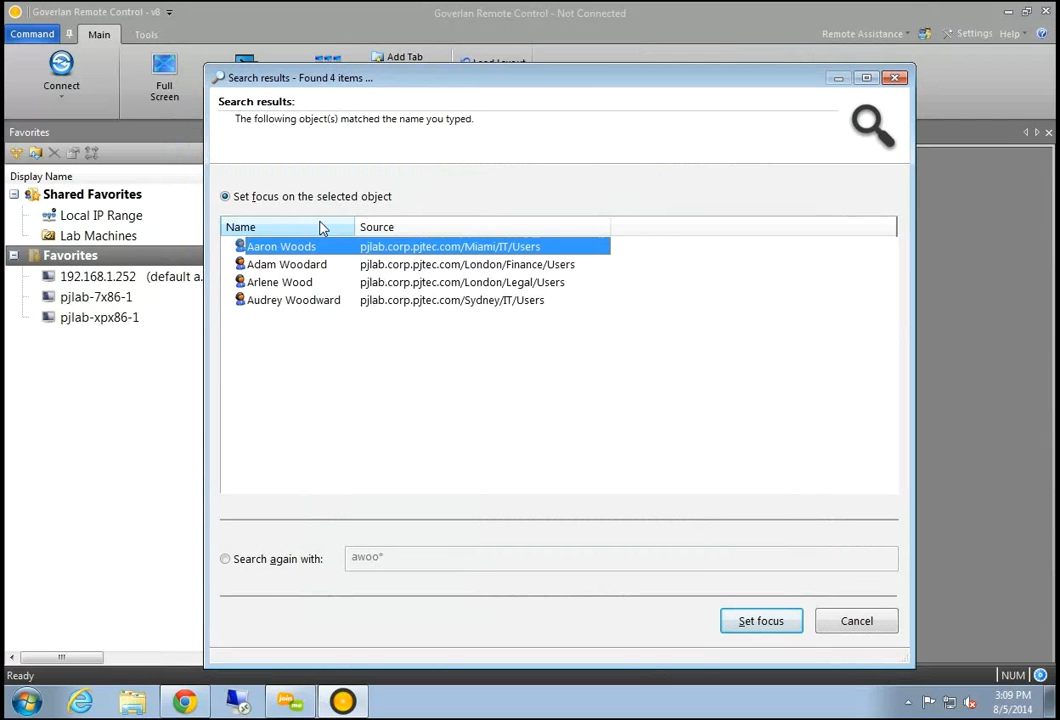 Goverlan Remote Control - v8
Goverlan Remote Control - Not Connected
Command
Main
Tools
Remote Assistance
Settings
Help
Connect
Full Screen
Add Tab
Load Layout
Favorites
Display Name
Shared Favorites
Local IP Range
Lab Machines
Favorites
192.168.1.252 (default a.
pjlab-7x86-1
pjlab-xpx86-1
Search results - Found 4 items ...
Search results:
The following object(s) matched the name you typed.
Set focus on the selected object
Name Source
Aaron Woods pjlab.corp.pjtec.com/Miami/IT/Users
Adam Woodard pjlab.corp.pjtec.com/London/Finance/Users
Arlene Wood pjlab.corp.pjtec.com/London/Legal/Users
Audrey Woodward pjlab.corp.pjtec.com/Sydney/IT/Users
Search again with: awoo*
Set focus
Cancel
Ready
NUM
3:09 PM
8/5/2014